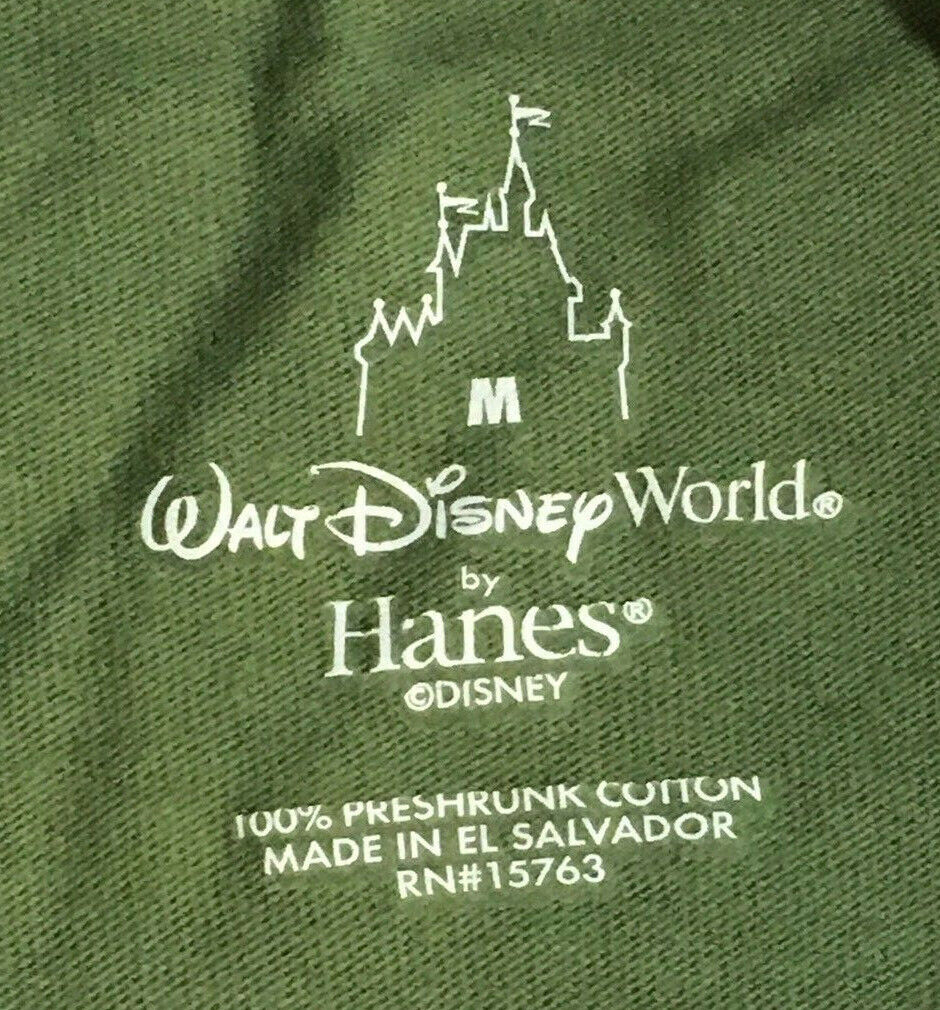 M
Walt Disney World®
by
Hanes®
©DISNEY
100% PRESHRUNK COTTON
MADE IN EL SALVADOR
RN#15763